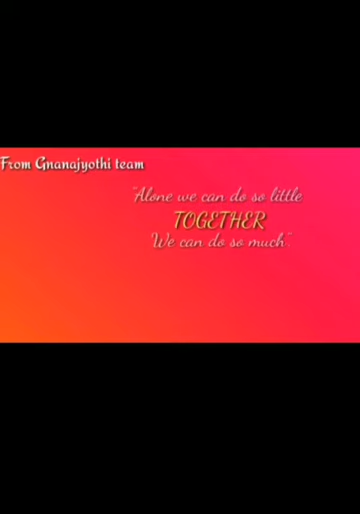 From Gnanajyothi team
"Alone we can do so little
TOGETHER
We can do so much".